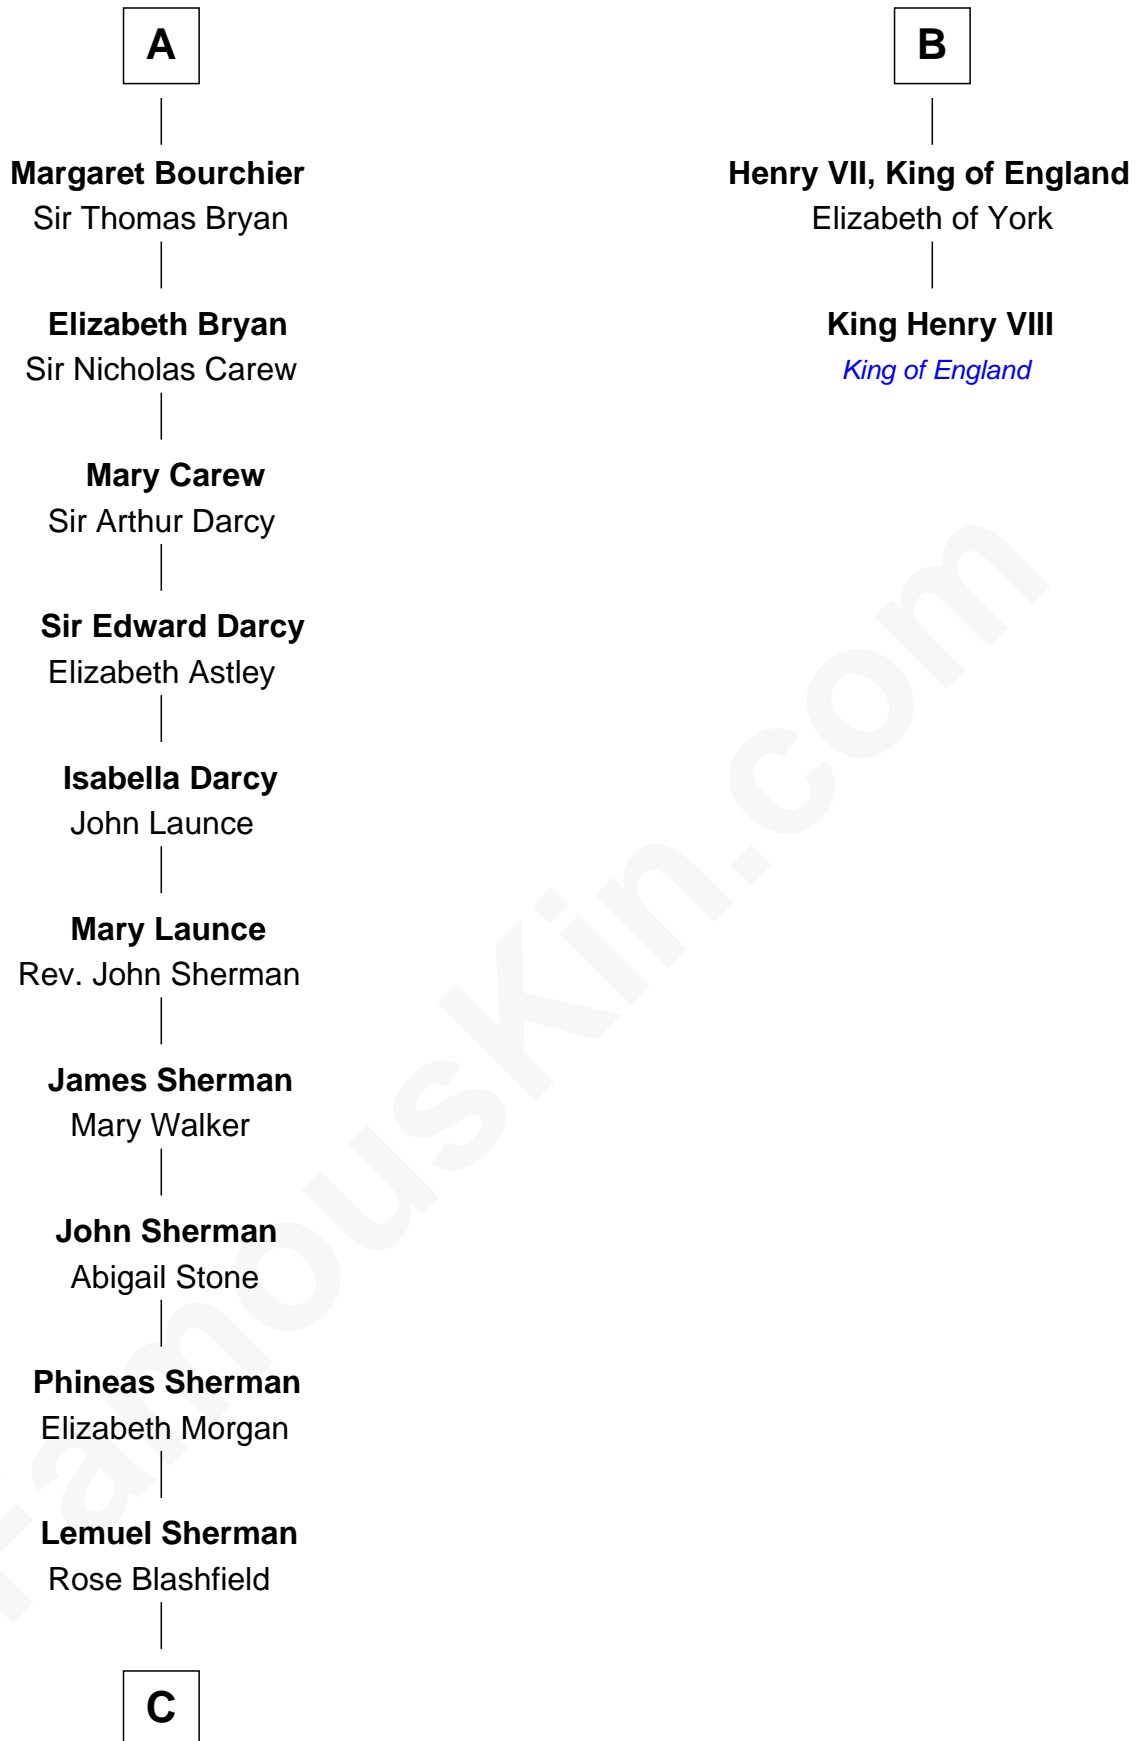 A
Margaret Bourchier
Sir Thomas Bryan
Elizabeth Bryan
Sir Nicholas Carew
Mary Carew
Sir Arthur Darcy
Sir Edward Darcy
Elizabeth Astley
Isabella Darcy
John Launce
Mary Launce
Rev. John Sherman
James Sherman
Mary Walker
John Sherman
Abigail Stone
Phineas Sherman
Elizabeth Morgan
Lemuel Sherman
Rose Blashfield
C
B
Henry VII, King of England
Elizabeth of York
King Henry VIII
King of England
FamousKin.com